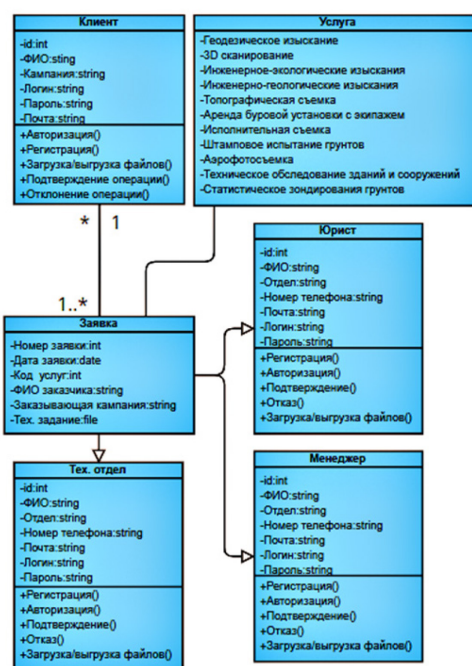 Клиент
-id:int
-ФИО:sting
-Кампания:string
-Логин:string
-Пароль:string
-Почта:string
+Авторизация()
+Регистрация()
+Загрузка/выгрузка файлов()
+Подтверждение операции()
+Отклонение операции()
Услуга
-Геодезическое изыскание
-3D сканирование
-Инженерное-экологические изыскания
-Инженерно-геологические изыскания
-Топографическая съемка
-Аренда буровой установки с экипажем
-Исполнительная съемка
-Штамповое испытание грунтов
-Аэрофотосъемка
-Техническое обследование зданий и сооружений
-Статистическое зондирования грунтов
* 1
1..*
Заявка
-Номер заявки:int
-Дата заявки:date
-Код услуг:int
-ФИО заказчика:string
-Заказывающая кампания:string
-Тех. задание:file
Юрист
-id:int
-ФИО:string
-Отдел:string
-Номер телефона:string
-Почта:string
-Логин:string
-Пароль:string
+Регистрация()
+Авторизация()
+Подтверждение()
+Отказ()
+Загрузка/выгрузка файлов()
Тех. отдел
-id:int
-ФИО:string
-Отдел:string
-Номер телефона:string
-Почта:string
-Логин:string
-Пароль:string
+Регистрация()
+Авторизация()
+Подтверждение()
+Отказ()
+Загрузка/выгрузка файлов()
Менеджер
-id:int
-ФИО:string
-Отдел:string
-Номер телефона:string
-Почта:string
-Логин:string
-Пароль:string
+Регистрация()
+Авторизация()
+Подтверждение()
+Отказ()
+Загрузка/выгрузка файлов()